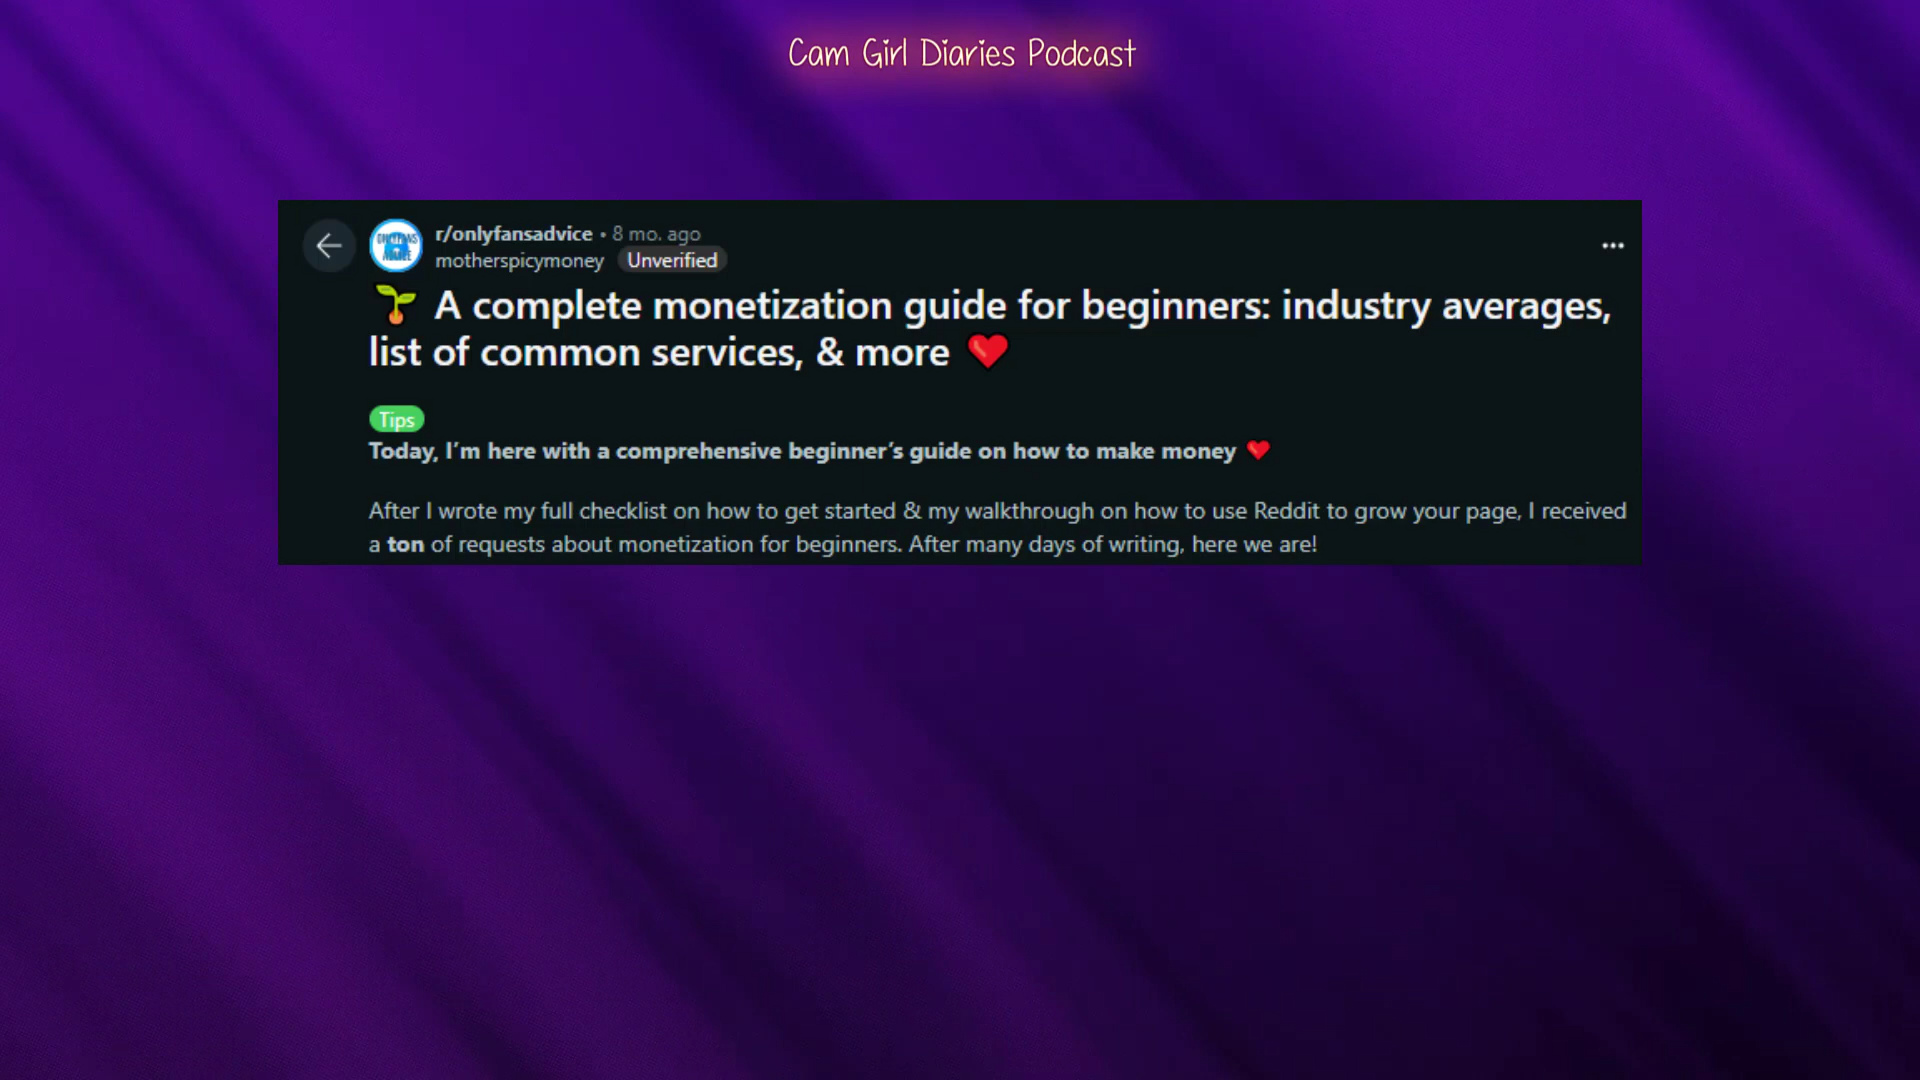 Cam Girl Diaries Podcast
r/onlyfansadvice • 8 mo. ago
motherspicymoney Unverified
🌱 A complete monetization guide for beginners: industry averages,
list of common services, & more ❤️
Tips
Today, I’m here with a comprehensive beginner’s guide on how to make money ❤️
After I wrote my full checklist on how to get started & my walkthrough on how to use Reddit to grow your page, I received
a ton of requests about monetization for beginners. After many days of writing, here we are!